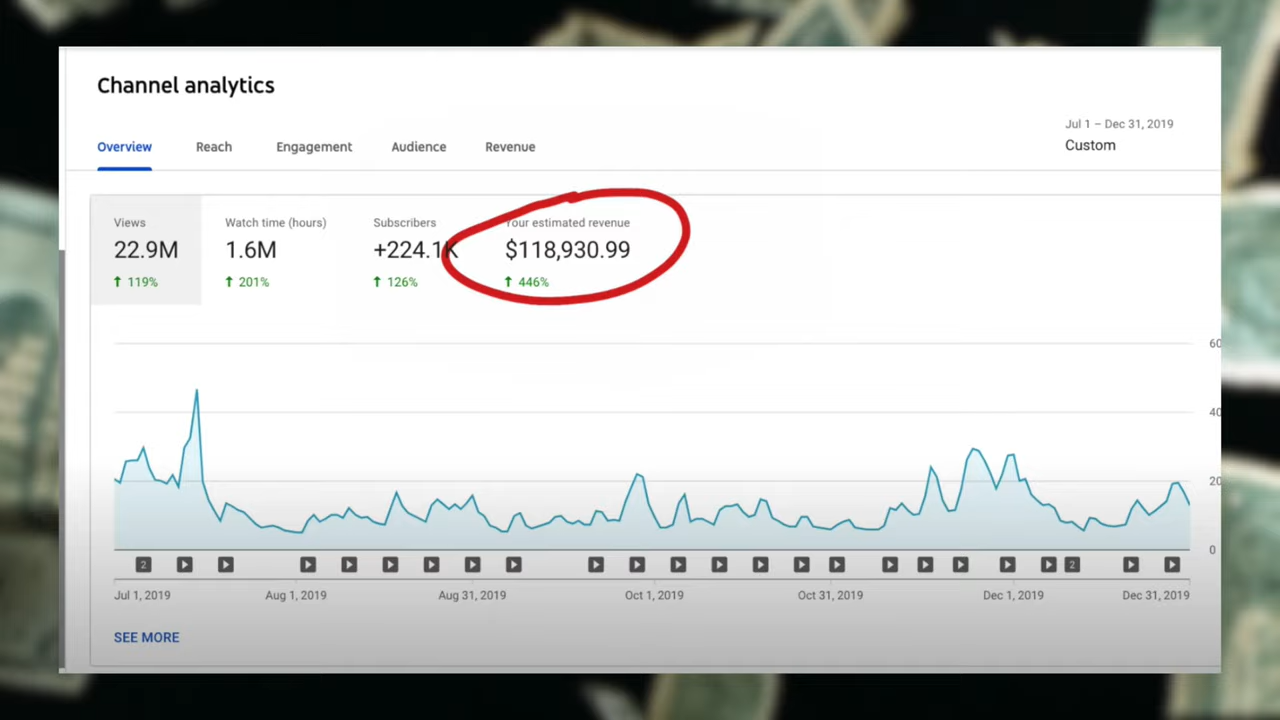 Channel analytics
Jul 1 – Dec 31, 2019
Overview Reach Engagement Audience Revenue
Custom
Views Watch time (hours) Subscribers Your estimated revenue
22.9M 1.6M +224.1K $118,930.99
119% 201% 126% 446%
2 2
0
Jul 1, 2019 Aug 1, 2019 Aug 31, 2019 Oct 1, 2019 Oct 31, 2019 Dec 1, 2019 Dec 31, 2019
SEE MORE